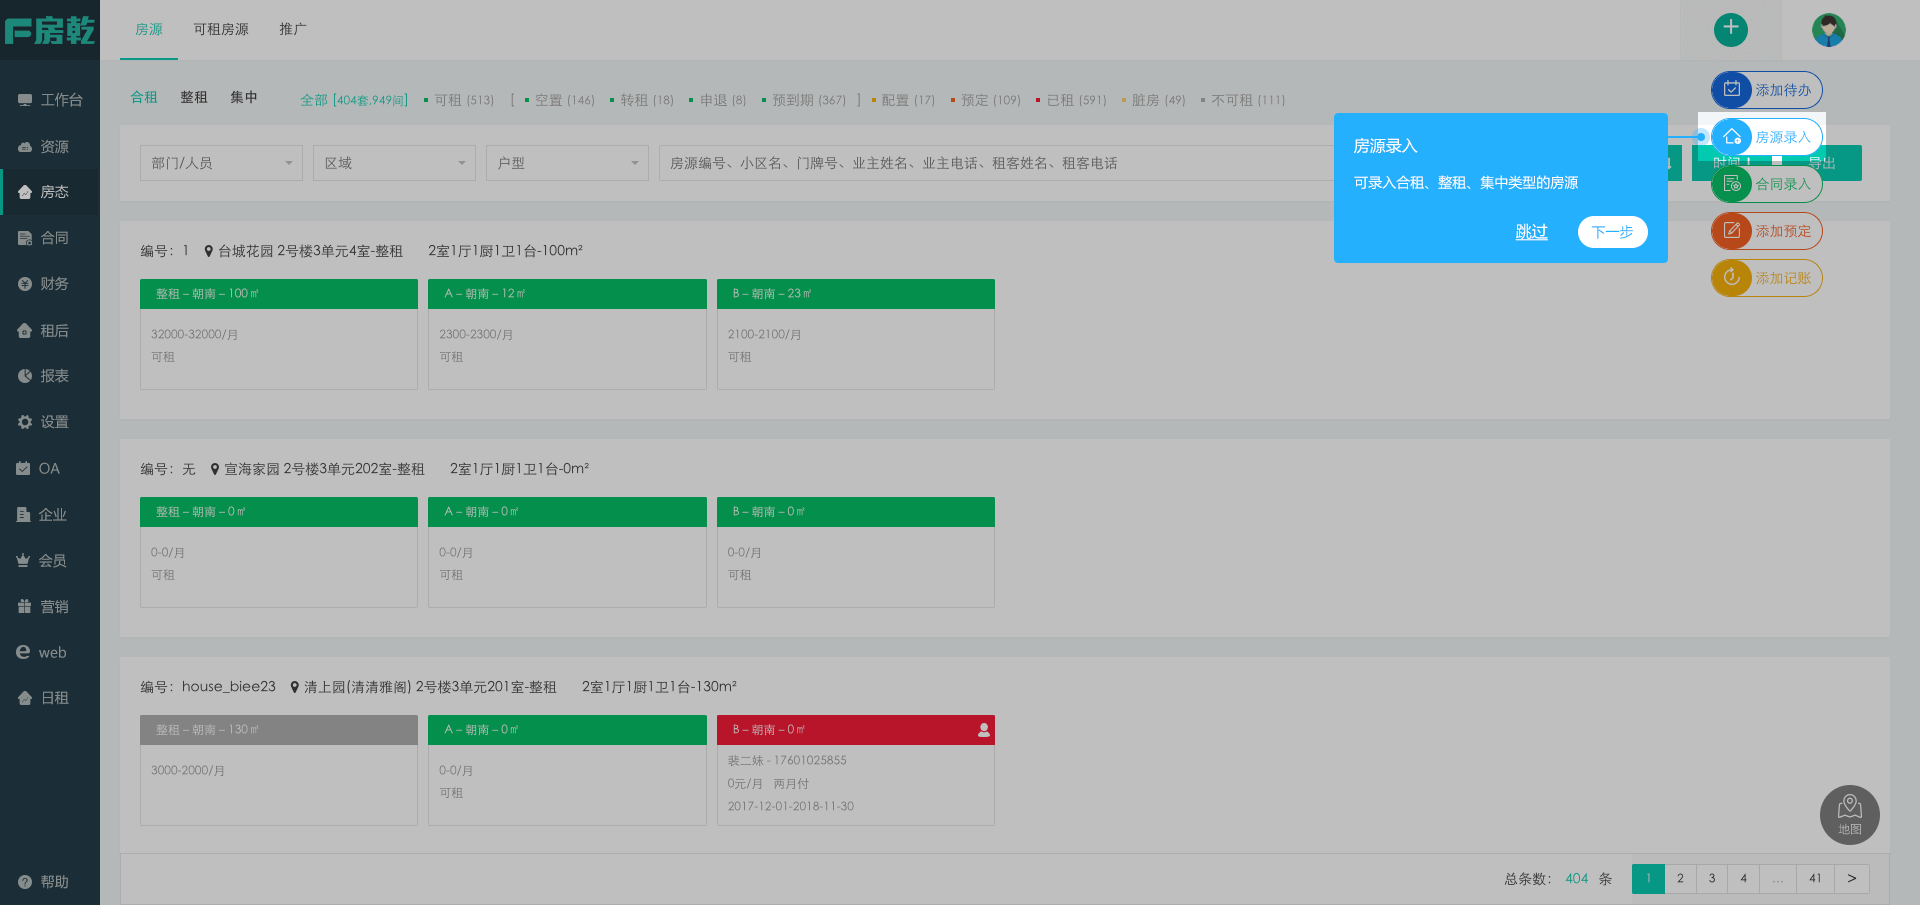 房乾
房源 可租房源 推广
工作台
资源
房态
合同
财务
租后
报表
设置
OA
企业
会员
营销
web
日租
帮助
合租 整租 集中
全部 [404套,949间] 可租 (513) [ 空置 (146) 转租 (18) 申退 (8) 预到期 (367) ] 配置 (17) 预定 (109) 已租 (591) 脏房 (49) 不可租 (111)
部门/人员 区域 户型 房源编号、小区名、门牌号、业主姓名、业主电话、租客姓名、租客电话
时间 导出
添加待办
房源录入
合同录入
添加预定
添加记账
房源录入
可录入合租、整租、集中类型的房源
跳过 下一步
编号：1 台城花园 2号楼3单元4室-整租 2室1厅1厨1卫1台-100m²
整租 – 朝南 – 100㎡
32000-32000/月
可租
A – 朝南 – 12㎡
2300-2300/月
可租
B – 朝南 – 23㎡
2100-2100/月
可租
编号：无 宣海家园 2号楼3单元202室-整租 2室1厅1厨1卫1台-0m²
整租 – 朝南 – 0㎡
0-0/月
可租
A – 朝南 – 0㎡
0-0/月
可租
B – 朝南 – 0㎡
0-0/月
可租
编号：house_biee23 清上园(清清雅阁) 2号楼3单元201室-整租 2室1厅1厨1卫1台-130m²
整租 – 朝南 – 130㎡
3000-2000/月
A – 朝南 – 0㎡
0-0/月
可租
B – 朝南 – 0㎡
裴二妹 - 17601025855
0元/月 两月付
2017-12-01-2018-11-30
地图
总条数： 404 条 1 2 3 4 ... 41 >